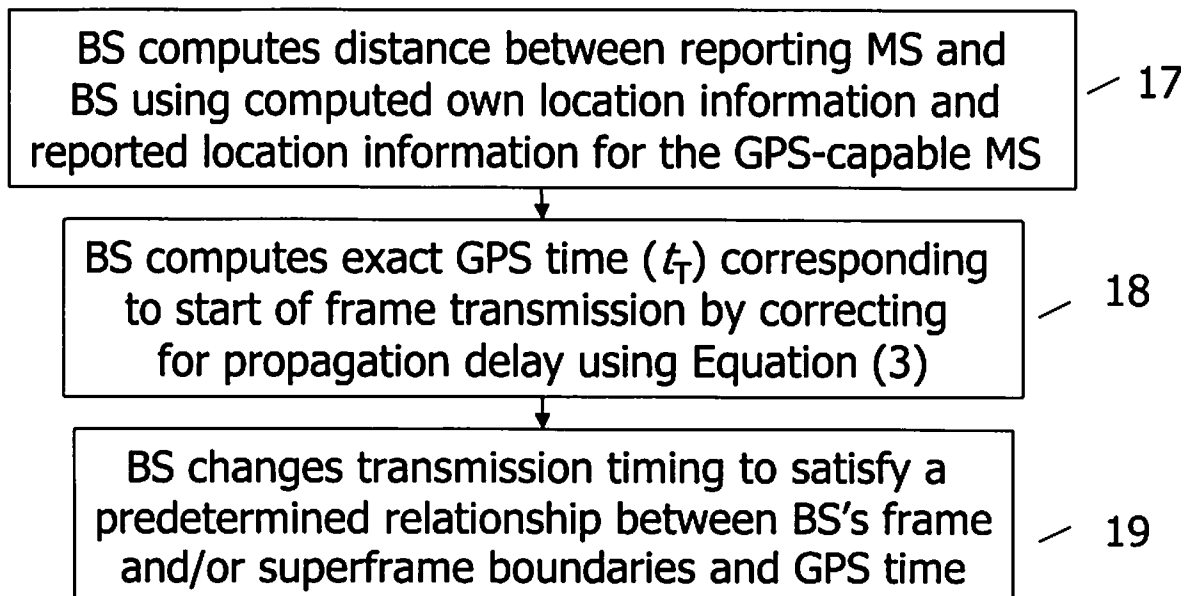 BS computes distance between reporting MS and
BS using computed own location information and
reported location information for the GPS-capable MS
17
BS computes exact GPS time (tT) corresponding
to start of frame transmission by correcting
for propagation delay using Equation (3)
18
BS changes transmission timing to satisfy a
predetermined relationship between BS's frame
and/or superframe boundaries and GPS time
19